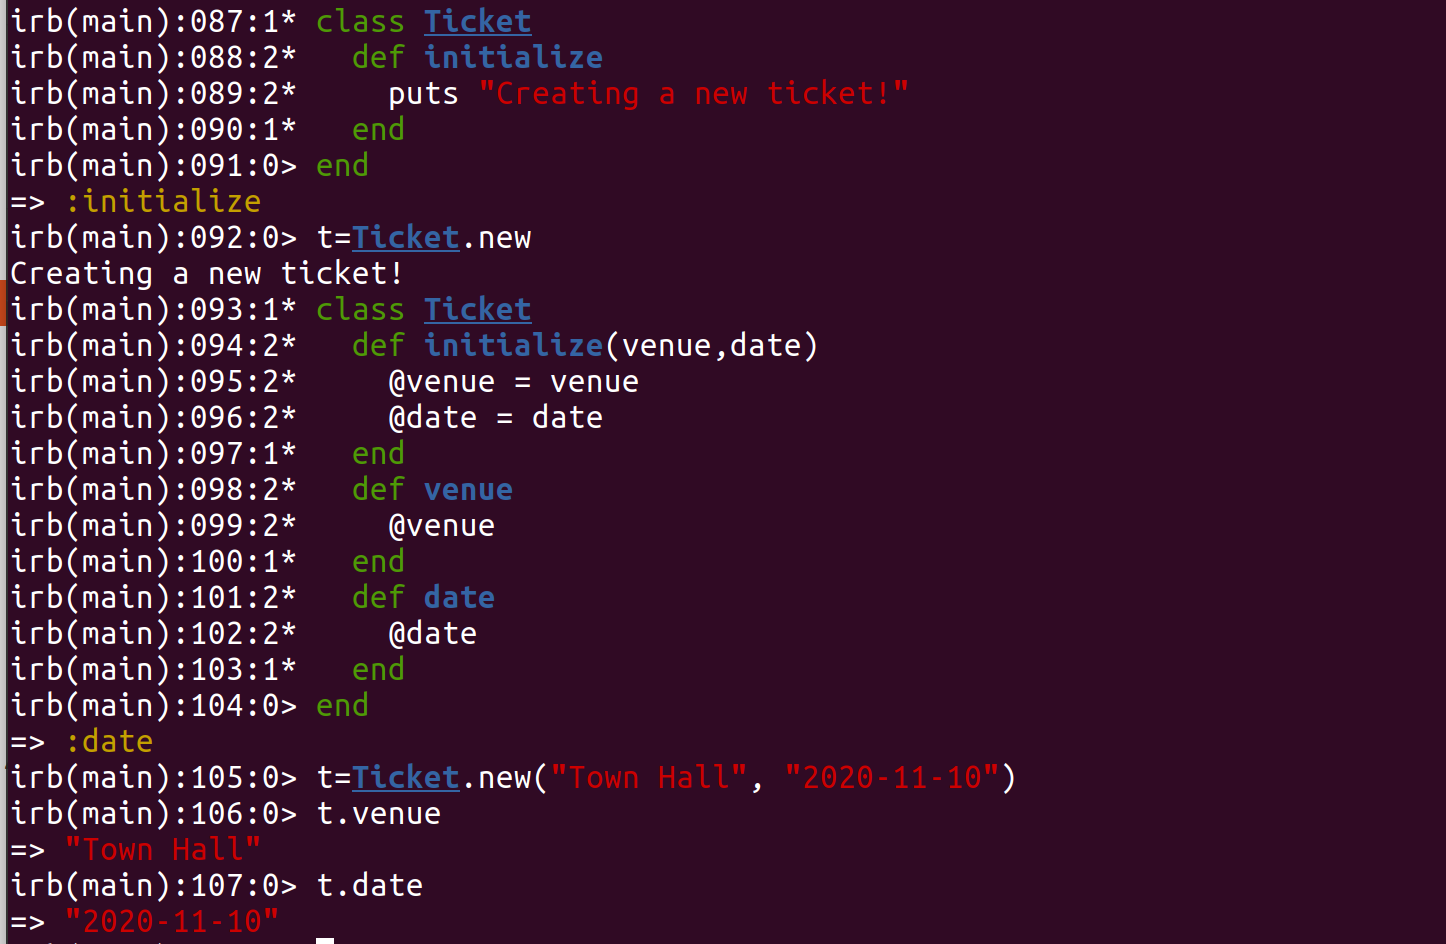 irb(main):087:1* class Ticket
irb(main):088:2*   def initialize
irb(main):089:2*     puts "Creating a new ticket!"
irb(main):090:1*   end
irb(main):091:0> end
=> :initialize
irb(main):092:0> t=Ticket.new
Creating a new ticket!
irb(main):093:1* class Ticket
irb(main):094:2*   def initialize(venue,date)
irb(main):095:2*     @venue = venue
irb(main):096:2*     @date = date
irb(main):097:1*   end
irb(main):098:2*   def venue
irb(main):099:2*     @venue
irb(main):100:1*   end
irb(main):101:2*   def date
irb(main):102:2*     @date
irb(main):103:1*   end
irb(main):104:0> end
=> :date
irb(main):105:0> t=Ticket.new("Town Hall", "2020-11-10")
irb(main):106:0> t.venue
=> "Town Hall"
irb(main):107:0> t.date
=> "2020-11-10"